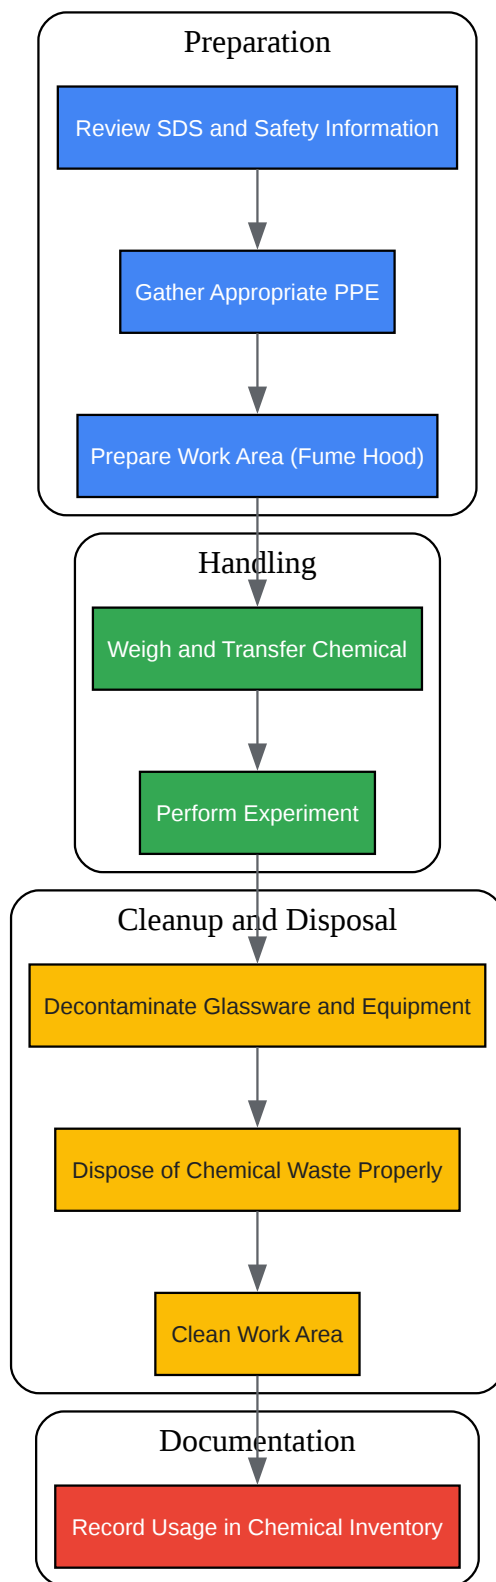 Preparation
Review SDS and Safety Information
Gather Appropriate PPE
Prepare Work Area (Fume Hood)
Handling
Weigh and Transfer Chemical
Perform Experiment
Cleanup and Disposal
Decontaminate Glassware and Equipment
Dispose of Chemical Waste Properly
Clean Work Area
Documentation
Record Usage in Chemical Inventory